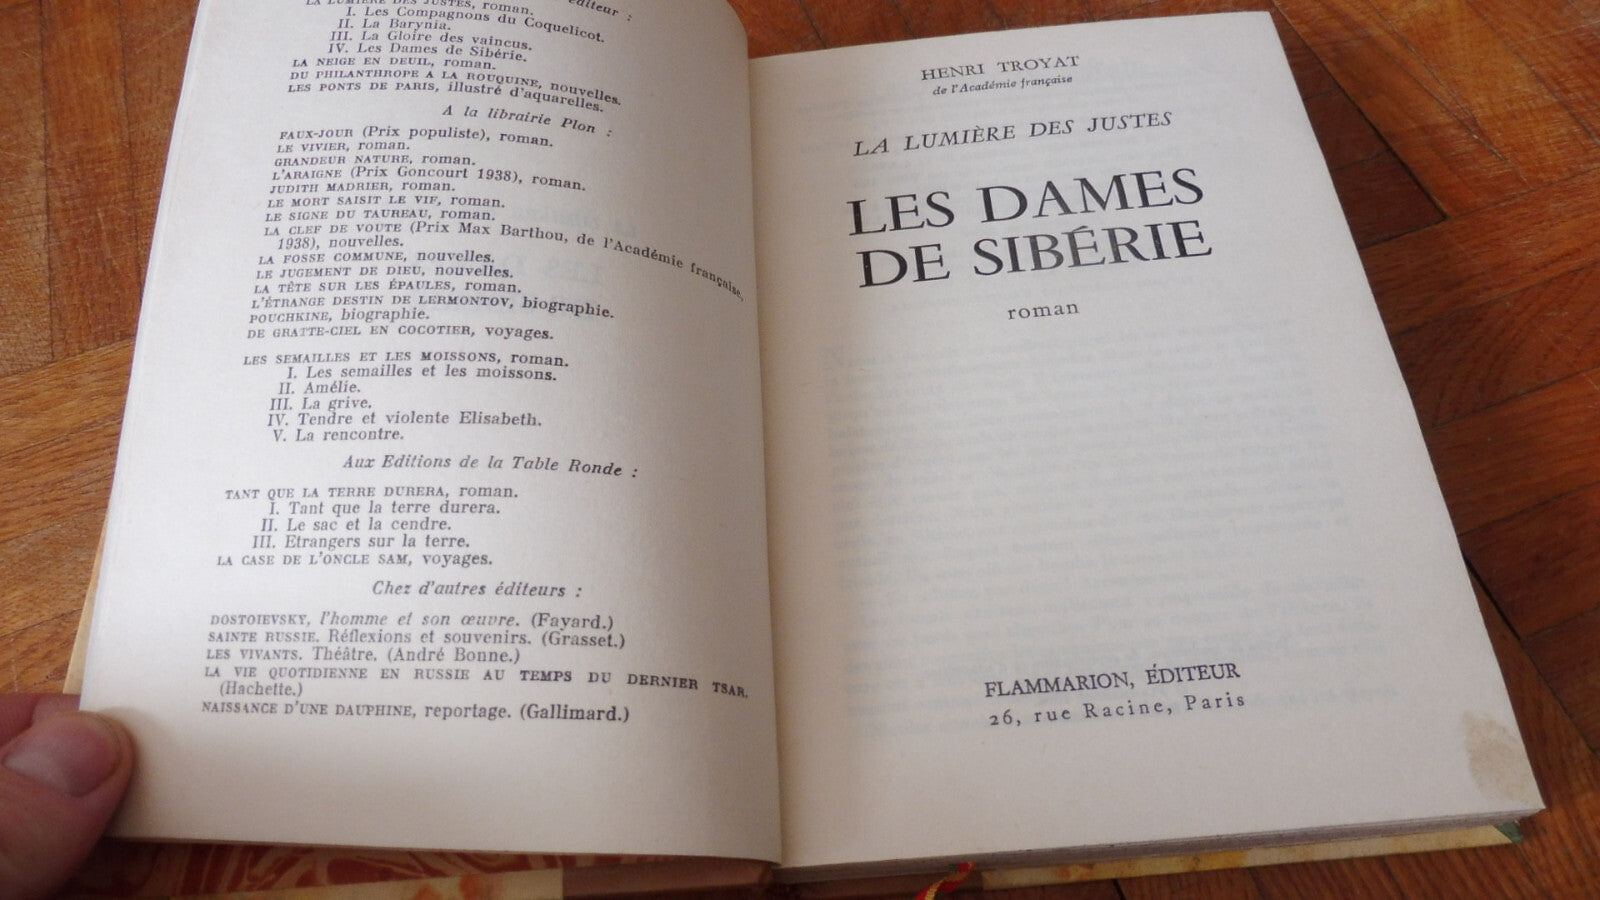 éditeur :
LA LUMIÈRE DES JUSTES, roman.
I. Les Compagnons du Coquelicot.
II. La Barynia.
III. La Gloire des vaincus.
IV. Les Dames de Sibérie.
LA NEIGE EN DEUIL, roman.
DU PHILANTHROPE A LA ROUQUINE, nouvelles.
LES PONTS DE PARIS, illustré d'aquarelles.
A la librairie Plon :
FAUX-JOUR (Prix populiste), roman.
LE VIVIER, roman.
GRANDEUR NATURE, roman.
L'ARAIGNE (Prix Goncourt 1938), roman.
JUDITH MADRIER, roman.
LE MORT SAISIT LE VIF, roman.
LE SIGNE DU TAUREAU, roman.
LA CLEF DE VOUTE (Prix Max Barthou, de l'Académie française,
1938), nouvelles.
LA FOSSE COMMUNE, nouvelles.
LE JUGEMENT DE DIEU, nouvelles.
LA TÊTE SUR LES ÉPAULES, roman.
L'ÉTRANGE DESTIN DE LERMONTOV, biographie.
POUCHKINE, biographie.
DE GRATTE-CIEL EN COCOTIER, voyages.
LES SEMAILLES ET LES MOISSONS, roman.
I. Les semailles et les moissons.
II. Amélie.
III. La grive.
IV. Tendre et violente Elisabeth.
V. La rencontre.
Aux Editions de la Table Ronde :
TANT QUE LA TERRE DURERA, roman.
I. Tant que la terre durera.
II. Le sac et la cendre.
III. Etrangers sur la terre.
LA CASE DE L'ONCLE SAM, voyages.
Chez d'autres éditeurs :
DOSTOIEVSKY, l'homme et son œuvre. (Fayard.)
SAINTE RUSSIE. Réflexions et souvenirs. (Grasset.)
LES VIVANTS. Théâtre. (André Bonne.)
LA VIE QUOTIDIENNE EN RUSSIE AU TEMPS DU DERNIER TSAR.
(Hachette.)
NAISSANCE D'UNE DAUPHINE, reportage. (Gallimard.)
HENRI TROYAT
de l'Académie française
LA LUMIÈRE DES JUSTES
LES DAMES
DE SIBÉRIE
roman
FLAMMARION, ÉDITEUR
26, rue Racine, Paris